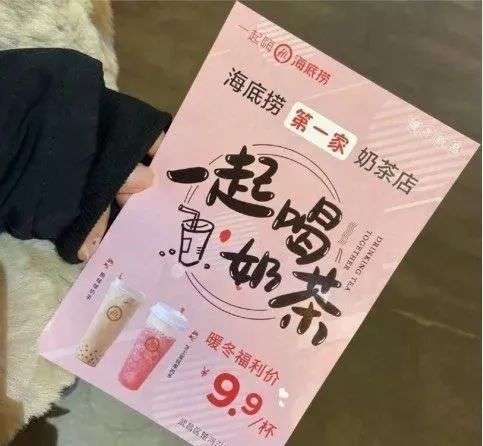 一起嗨 海底捞
海底捞 第一家 奶茶店
一起喝
奶茶
DRINKING TEA
TOGETHER
暖冬福利价
9.9
/杯